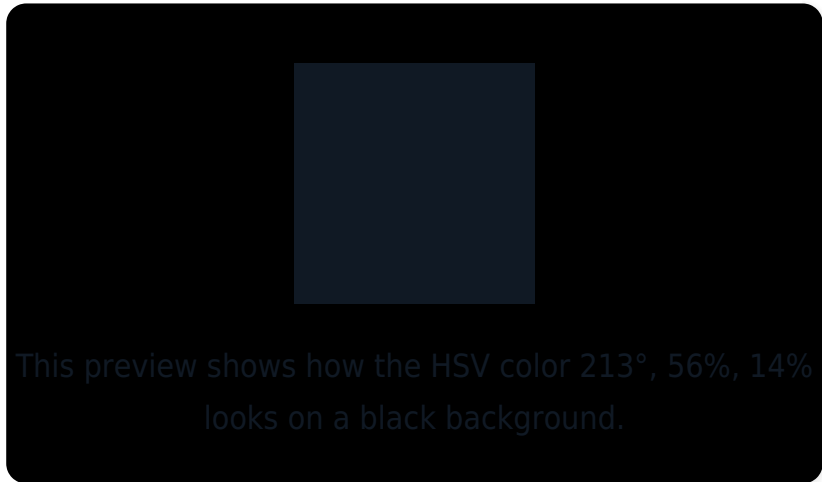 This preview shows how the HSV color 213°, 56%, 14%
looks on a black background.